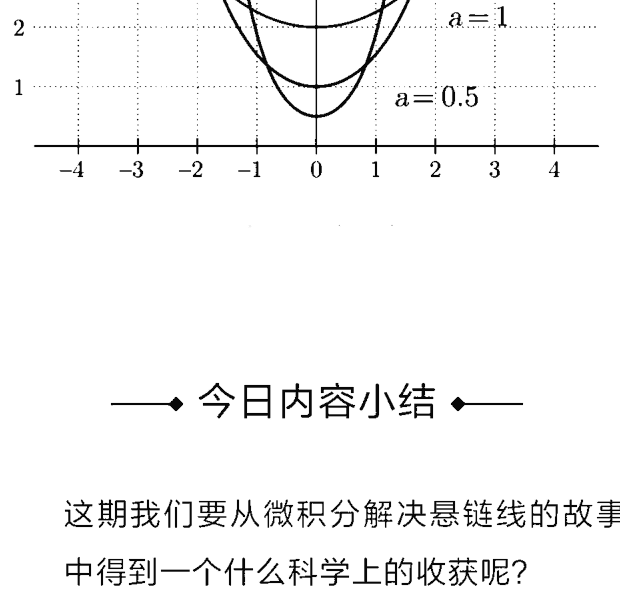 2
a=1
1
a=0.5
−4 −3 −2 −1 0 1 2 3 4
今日内容小结
这期我们要从微积分解决悬链线的故事
中得到一个什么科学上的收获呢?